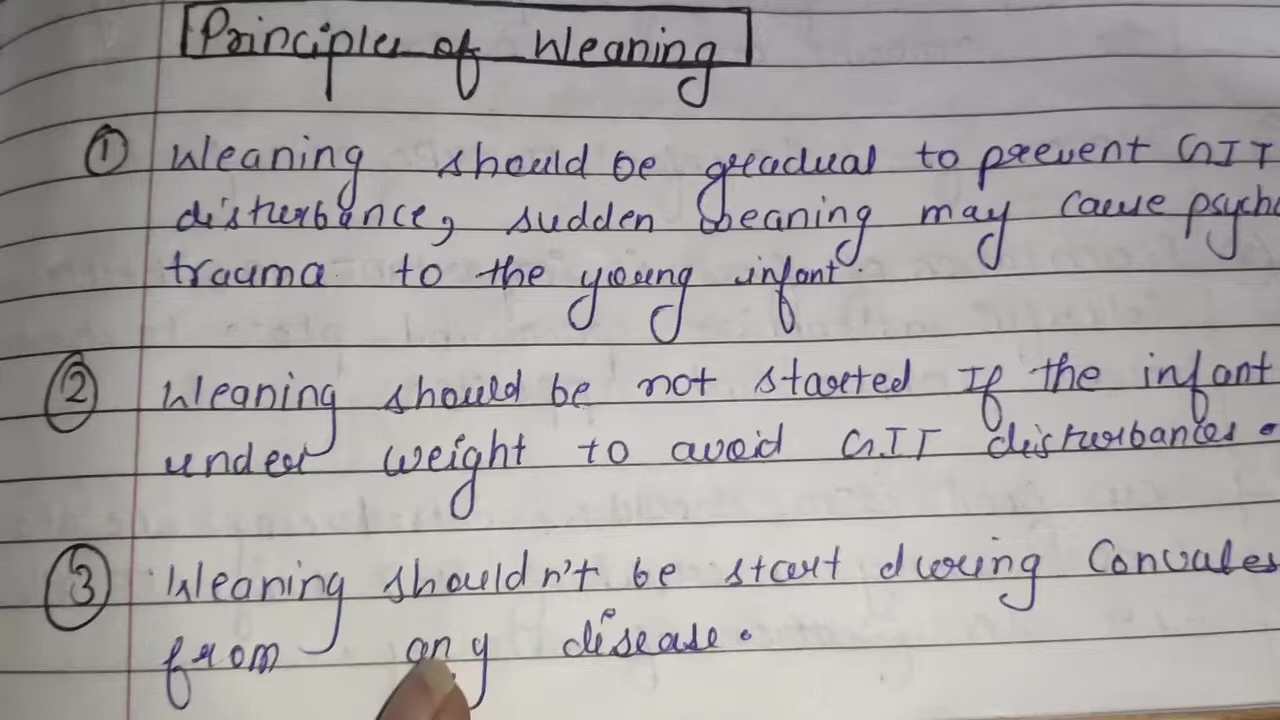 Principles of Weaning
① Weaning should be gradual to prevent GIT
disturbance, sudden weaning may cause psycho
trauma to the young infant.
② Weaning should be not started If the infant
under weight to avoid G.I.T disturbances.
③ Weaning shouldn't be start during Convales
from any disease.